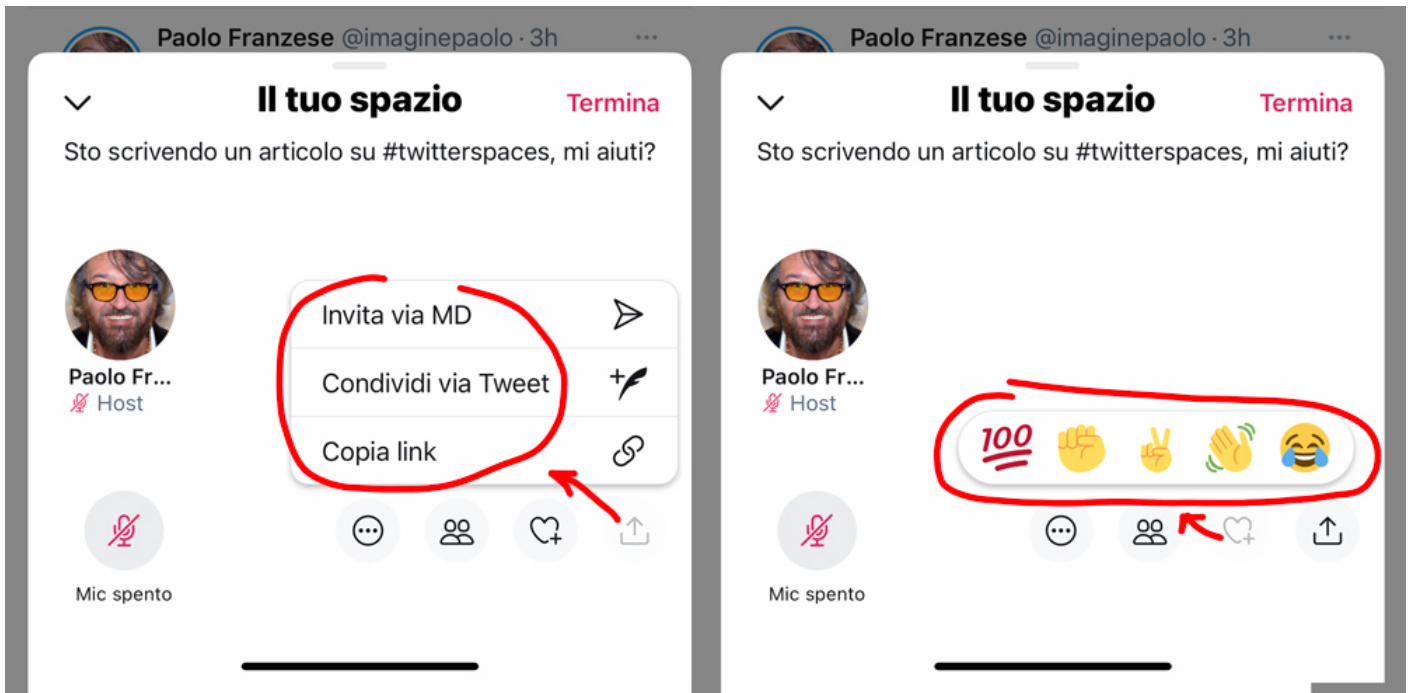 Paolo Franzese @imaginepaolo · 3h
Il tuo spazio
Termina
Sto scrivendo un articolo su #twitterspaces, mi aiuti?
Invita via MD
Condividi via Tweet
Copia link
Paolo Fr...
Host
Mic spento
Paolo Franzese @imaginepaolo · 3h
Il tuo spazio
Termina
Sto scrivendo un articolo su #twitterspaces, mi aiuti?
Paolo Fr...
Host
100
Mic spento